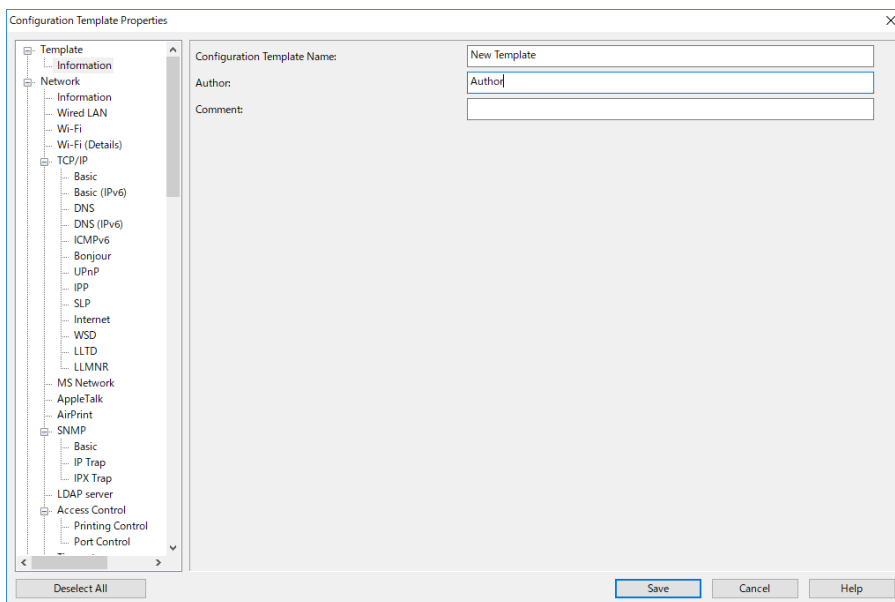 Configuration Template Properties
Template
Information
Network
Information
Wired LAN
Wi-Fi
Wi-Fi (Details)
TCP/IP
Basic
Basic (IPv6)
DNS
DNS (IPv6)
ICMPv6
Bonjour
UPnP
IPP
SLP
Internet
WSD
LLTD
LLMNR
MS Network
AppleTalk
AirPrint
SNMP
Basic
IP Trap
IPX Trap
LDAP server
Access Control
Printing Control
Port Control
Configuration Template Name:
New Template
Author:
Author
Comment:
Deselect All
Save
Cancel
Help